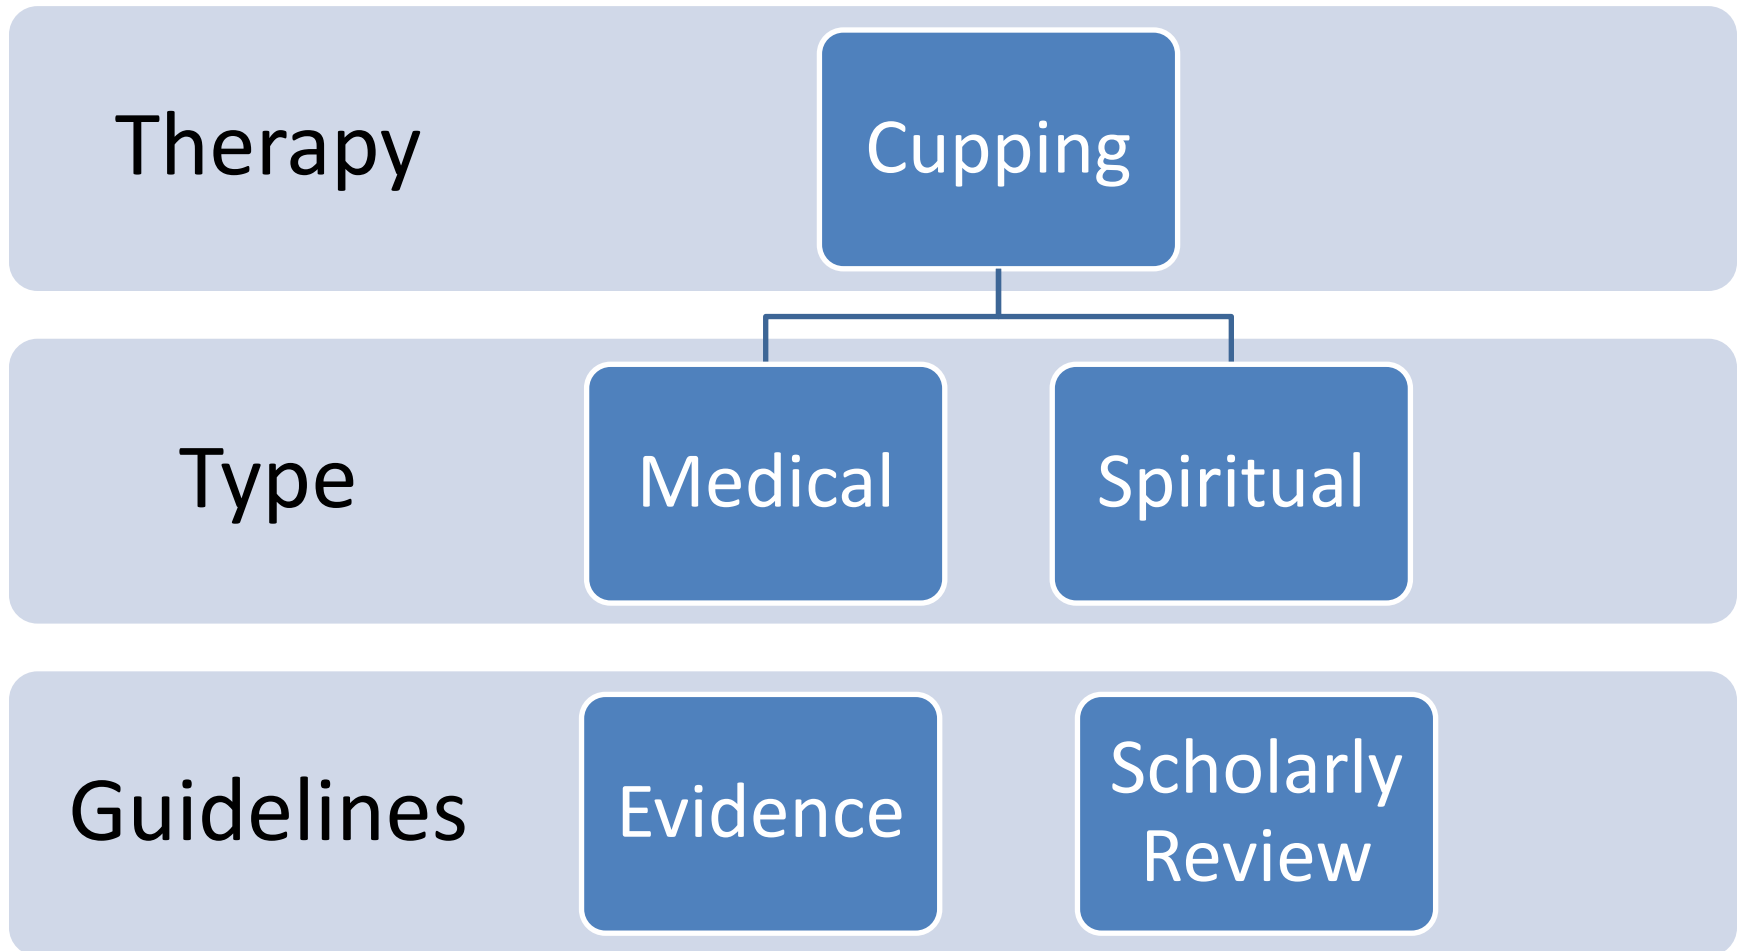 Therapy
Cupping
Type
Medical
Spiritual
Guidelines
Evidence
Scholarly
Review